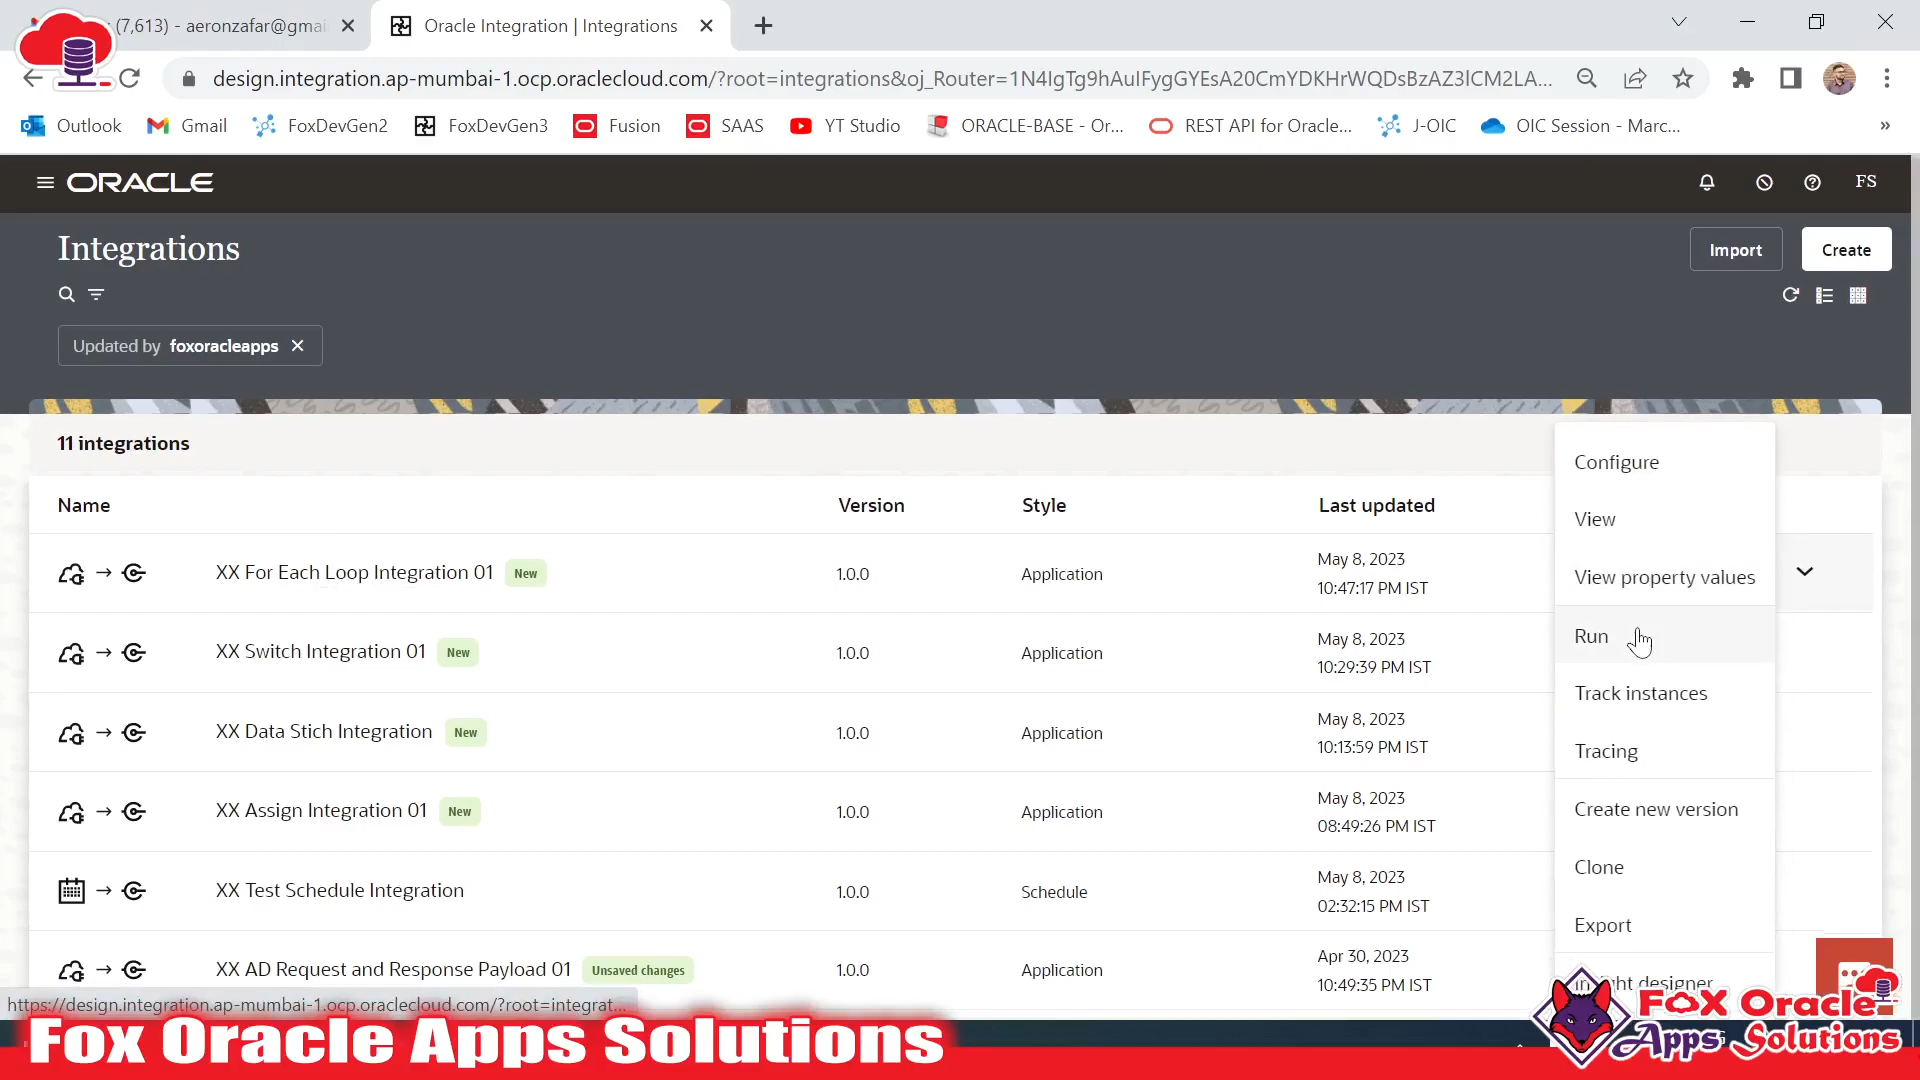 (7,613) - aeronzafar@gmai
Oracle Integration | Integrations
design.integration.ap-mumbai-1.ocp.oraclecloud.com/?root=integrations&oj_Router=1N4IgTg9hAuIFygGYEsA20CmYDKHrWQDsBzAZ3lCM2LA...
Outlook
Gmail
FoxDevGen2
FoxDevGen3
Fusion
SAAS
YT Studio
ORACLE-BASE - Or...
REST API for Oracle...
J-OIC
OIC Session - Marc...
»
ORACLE
FS
Integrations
Import
Create
Updated by foxoracleapps
11 integrations
Name Version Style Last updated
XX For Each Loop Integration 01 New 1.0.0 Application May 8, 2023
10:47:17 PM IST
XX Switch Integration 01 New 1.0.0 Application May 8, 2023
10:29:39 PM IST
XX Data Stich Integration New 1.0.0 Application May 8, 2023
10:13:59 PM IST
XX Assign Integration 01 New 1.0.0 Application May 8, 2023
08:49:26 PM IST
XX Test Schedule Integration 1.0.0 Schedule May 8, 2023
02:32:15 PM IST
XX AD Request and Response Payload 01 Unsaved changes 1.0.0 Application Apr 30, 2023
10:49:35 PM IST
Configure
View
View property values
Run
Track instances
Tracing
Create new version
Clone
Export
designer
https://design.integration.ap-mumbai-1.ocp.oraclecloud.com/?root=integrat...
Fox Oracle Apps Solutions
FOX Oracle
Apps Solutions